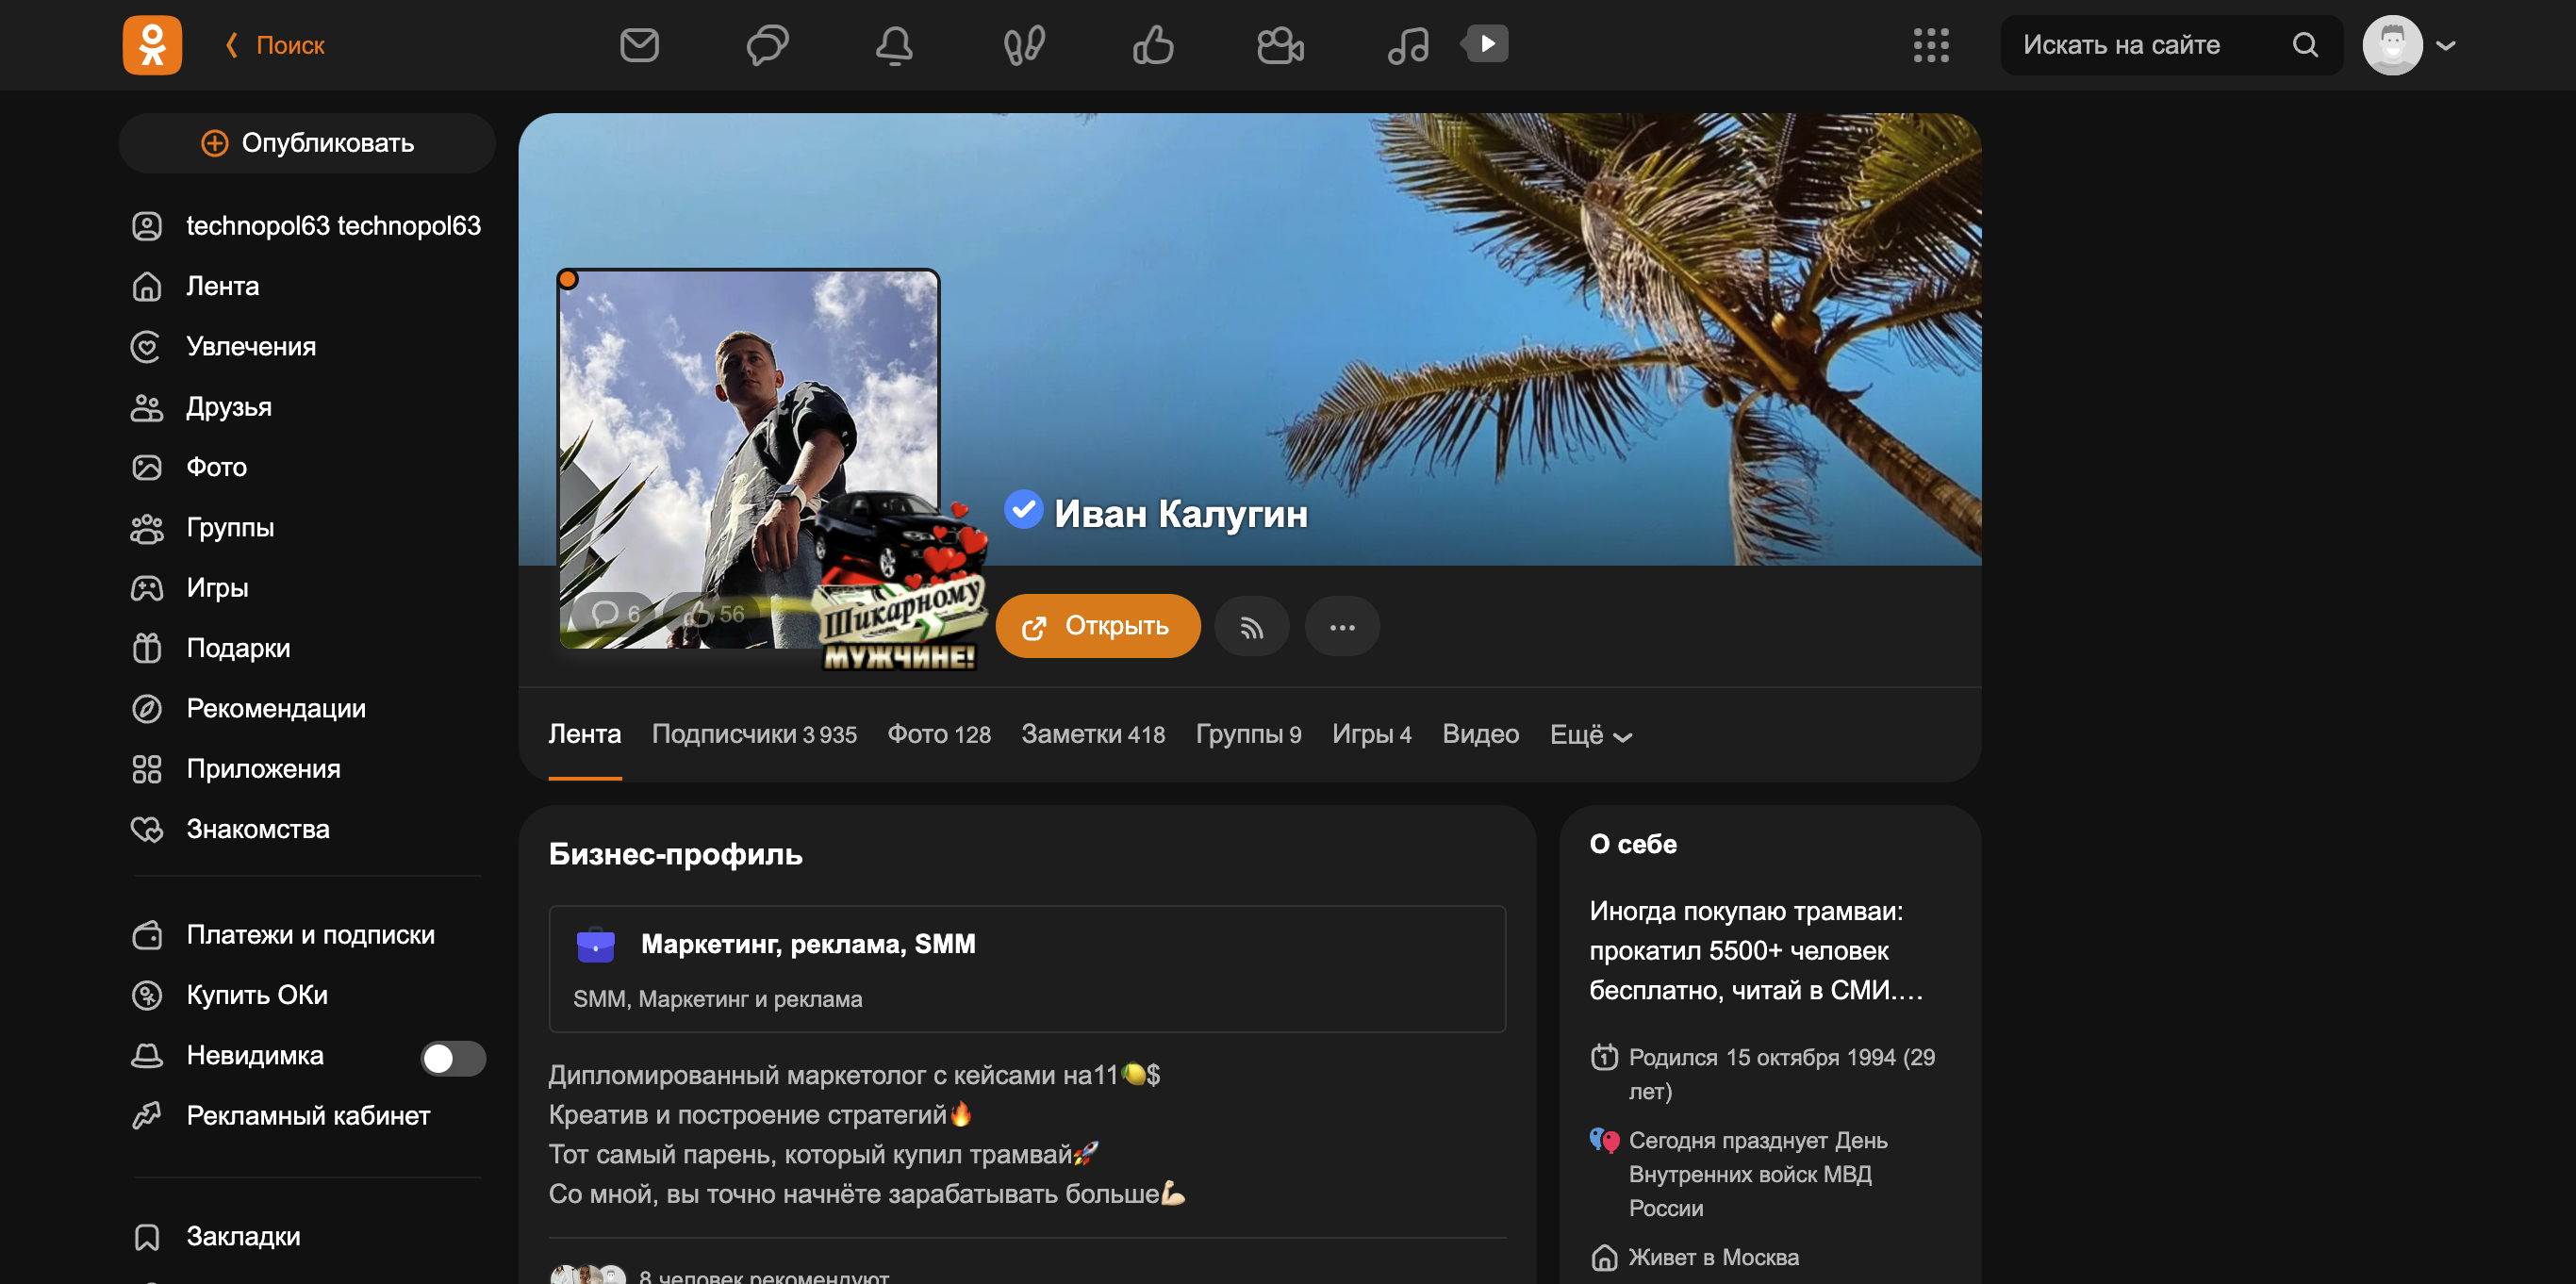 Поиск
Искать на сайте
Опубликовать
technopol63 technopol63
Лента
Увлечения
Друзья
Фото
Группы
Игры
Подарки
Рекомендации
Приложения
Знакомства
Платежи и подписки
Купить ОКи
Невидимка
Рекламный кабинет
Закладки
Иван Калугин
6 56
Шикарному
МУЖЧИНЕ!
Открыть
Лента Подписчики 3 935 Фото 128 Заметки 418 Группы 9 Игры 4 Видео Ещё
Бизнес-профиль
Маркетинг, реклама, SMM
SMM, Маркетинг и реклама
Дипломированный маркетолог с кейсами на11🍋$
Креатив и построение стратегий🔥
Тот самый парень, который купил трамвай🚀
Со мной, вы точно начнёте зарабатывать больше💪🏻
8 человек рекомендуют
О себе
Иногда покупаю трамваи:
прокатил 5500+ человек
бесплатно, читай в СМИ.…
Родился 15 октября 1994 (29
лет)
Сегодня празднует День
Внутренних войск МВД
России
Живет в Москва